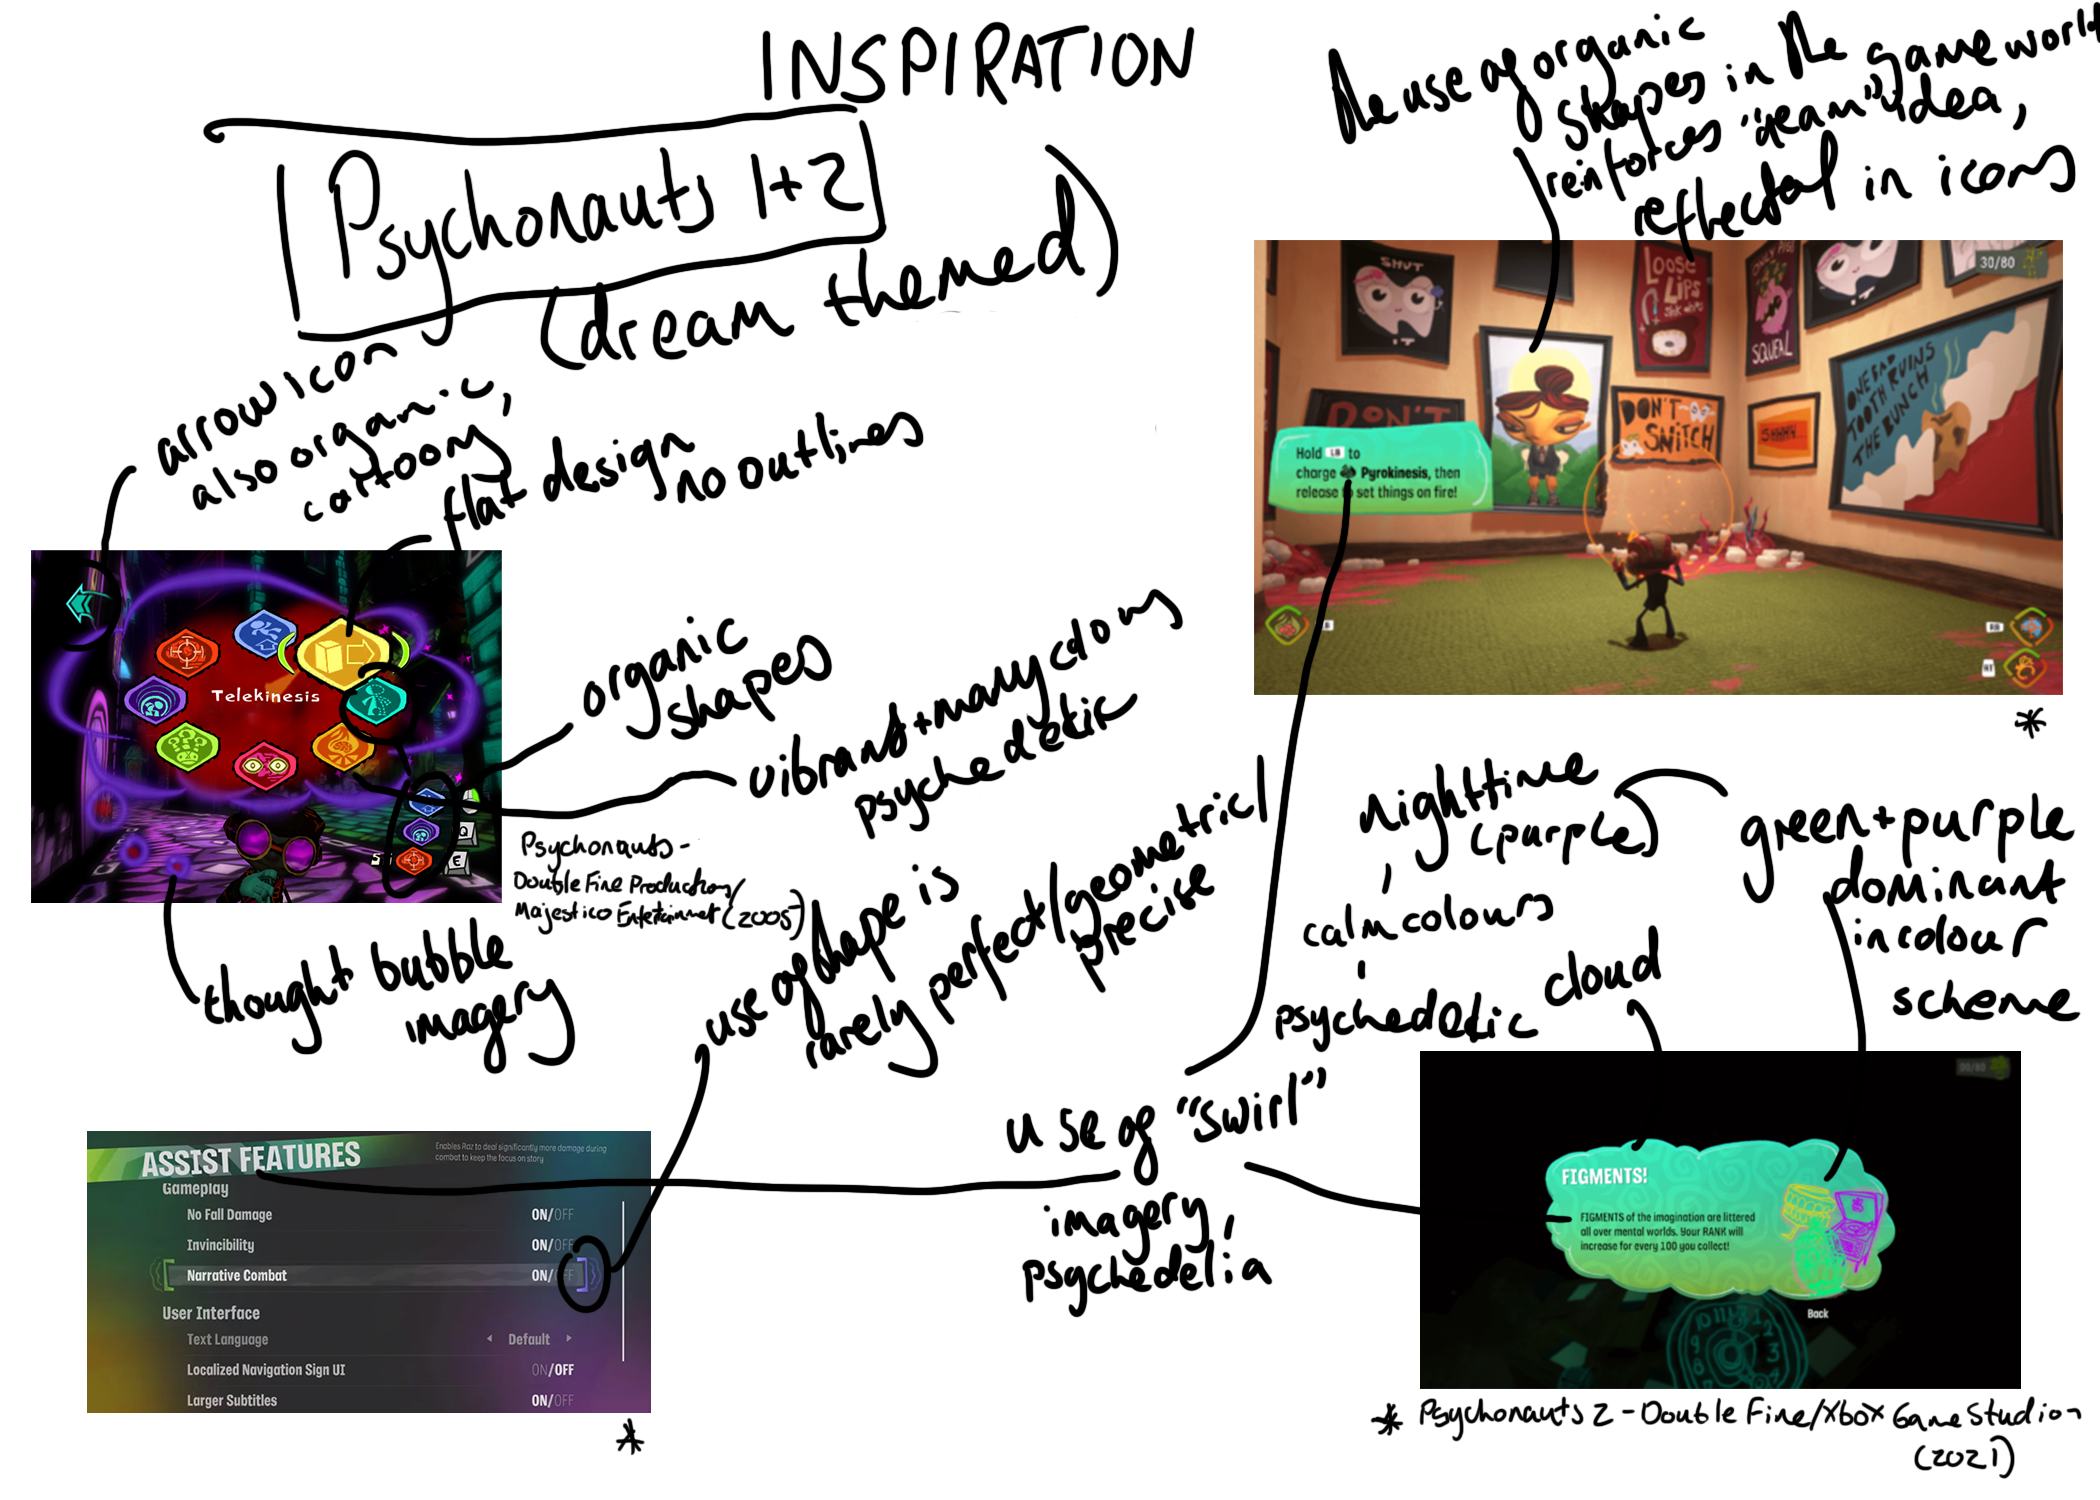 INSPIRATION
Psychonauts 1+2
(dream themed)
arrow icon
also organic,
cartoony,
flat design
no outlines
the use of organic
shapes in the game world
reinforces "dream" idea,
reflected in icons
SHUT
LOOSE
LIPS
SINK
ONLY PIGS
SQUEAL
30/80
DON'T
DON'T
SNITCH
SHHHH...
ONE BAD
TOOTH RUINS
THE BUNCH
Hold LB to
charge Pyrokinesis, then
release to set things on fire!
RB
RT
*
Telekinesis
Q
E
organic
shapes
vibrant + many colours
psychedelic
Psychonauts -
Double Fine Productions/
Majestico Entertainment (2005)
thought bubble
imagery
use of shape is
rarely perfect/geometric/
precise
nighttime
(purple)
calm colours
psychedelic
cloud
green + purple
dominant
in colour
scheme
use of "swirl"
imagery,
psychedelia
ASSIST FEATURES
Enables Raz to deal significantly more damage during
combat to keep the focus on story
Gameplay
No Fall Damage ON/OFF
Invincibility ON/OFF
Narrative Combat ON/OFF
User Interface
Text Language Default
Localized Navigation Sign UI ON/OFF
Larger Subtitles ON/OFF
*
30/80
FIGMENTS!
FIGMENTS of the imagination are littered
all over mental worlds. Your RANK will
increase for every 100 you collect!
Back
* Psychonauts 2 - Double Fine/Xbox Game Studios
(2021)